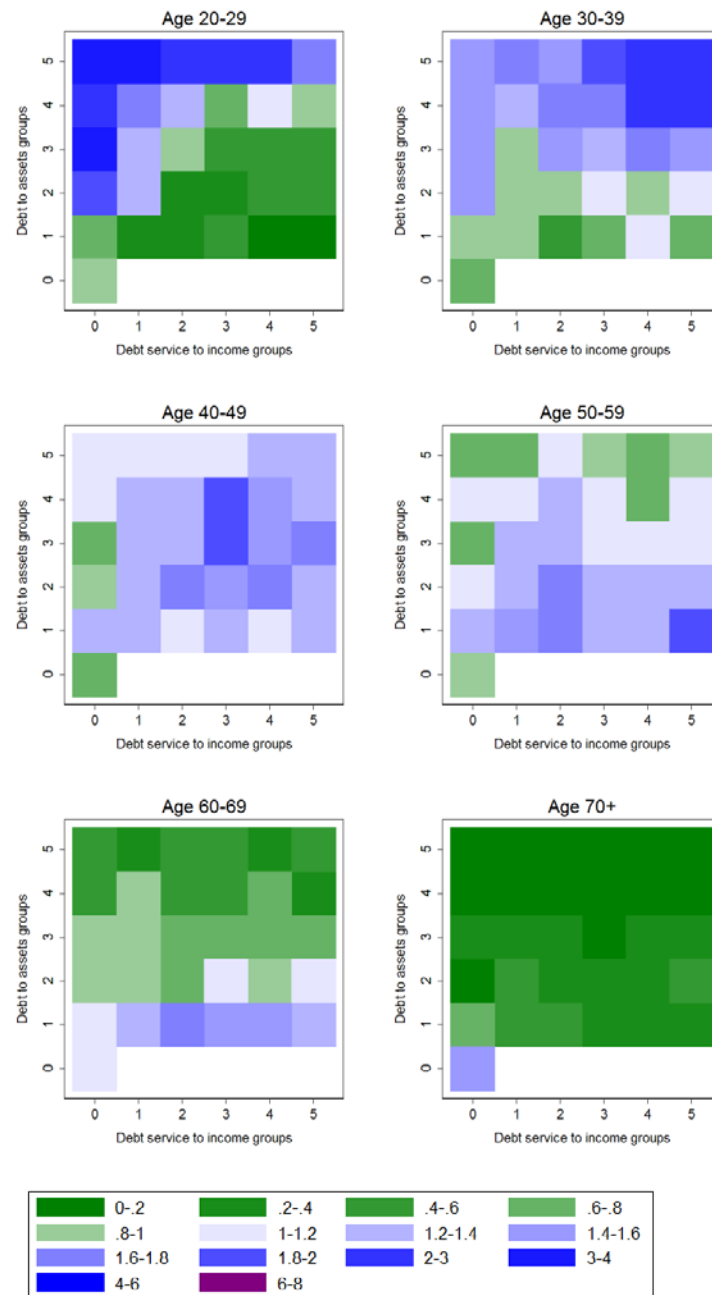 Age 20-29
Age 30-39
Debt to assets groups
5
4
3
2
1
0
0 1 2 3 4 5
Debt service to income groups
Debt to assets groups
5
4
3
2
1
0
0 1 2 3 4 5
Debt service to income groups
Age 40-49
Age 50-59
Debt to assets groups
5
4
3
2
1
0
0 1 2 3 4 5
Debt service to income groups
Debt to assets groups
5
4
3
2
1
0
0 1 2 3 4 5
Debt service to income groups
Age 60-69
Age 70+
Debt to assets groups
5
4
3
2
1
0
0 1 2 3 4 5
Debt service to income groups
Debt to assets groups
5
4
3
2
1
0
0 1 2 3 4 5
Debt service to income groups
0-.2 .2-.4 .4-.6 .6-.8
.8-1 1-1.2 1.2-1.4 1.4-1.6
1.6-1.8 1.8-2 2-3 3-4
4-6 6-8